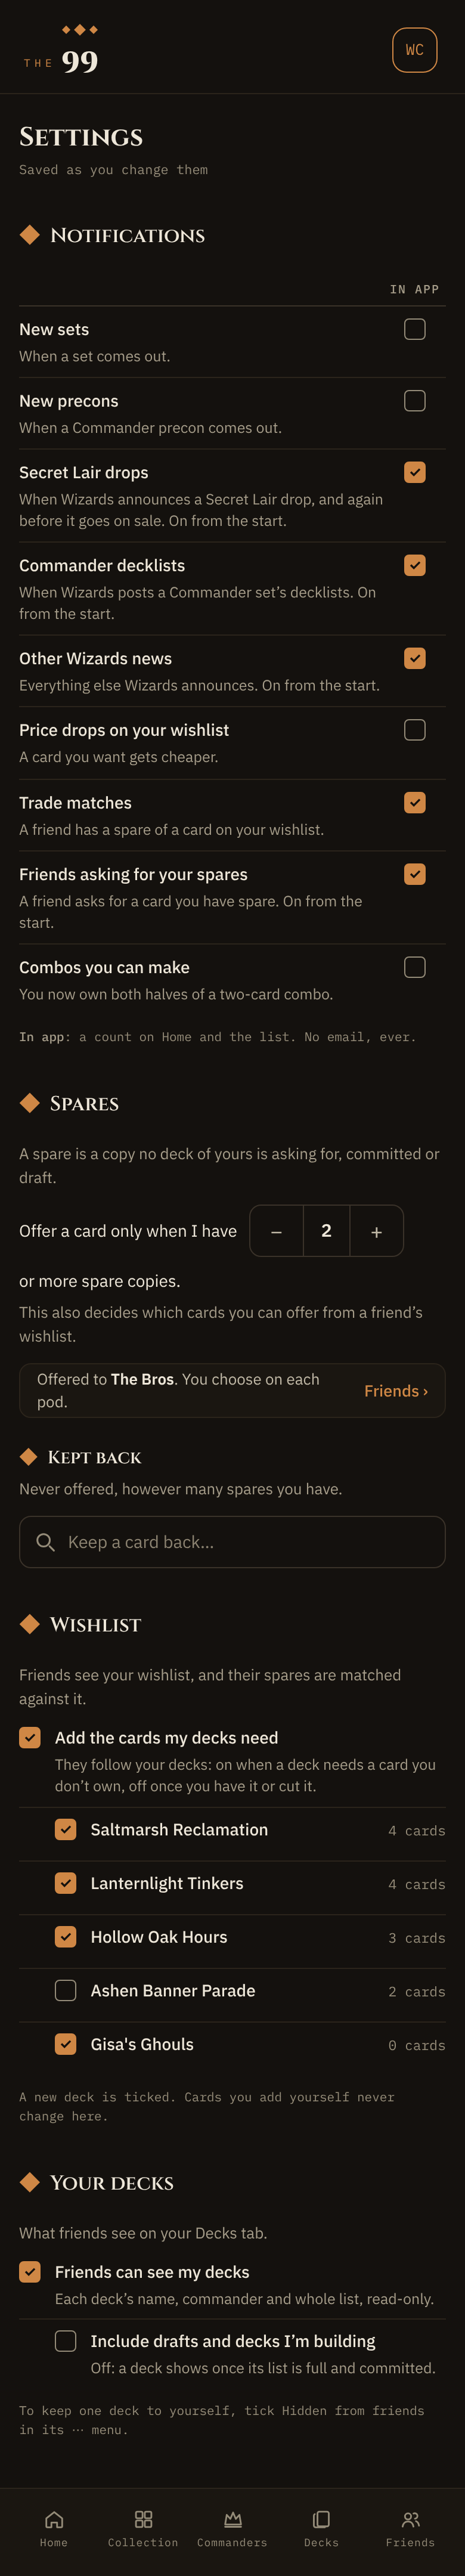 THE 99
WC
Settings
Saved as you change them
Notifications
IN APP
New sets
When a set comes out.
New precons
When a Commander precon comes out.
Secret Lair drops
When Wizards announces a Secret Lair drop, and again
before it goes on sale. On from the start.
Commander decklists
When Wizards posts a Commander set’s decklists. On
from the start.
Other Wizards news
Everything else Wizards announces. On from the start.
Price drops on your wishlist
A card you want gets cheaper.
Trade matches
A friend has a spare of a card on your wishlist.
Friends asking for your spares
A friend asks for a card you have spare. On from the
start.
Combos you can make
You now own both halves of a two-card combo.
In app: a count on Home and the list. No email, ever.
Spares
A spare is a copy no deck of yours is asking for, committed or
draft.
Offer a card only when I have − 2 +
or more spare copies.
This also decides which cards you can offer from a friend’s
wishlist.
Offered to The Bros. You choose on each
pod.
Friends ›
Kept back
Never offered, however many spares you have.
Keep a card back…
Wishlist
Friends see your wishlist, and their spares are matched
against it.
Add the cards my decks need
They follow your decks: on when a deck needs a card you
don’t own, off once you have it or cut it.
Saltmarsh Reclamation 4 cards
Lanternlight Tinkers 4 cards
Hollow Oak Hours 3 cards
Ashen Banner Parade 2 cards
Gisa's Ghouls 0 cards
A new deck is ticked. Cards you add yourself never
change here.
Your decks
What friends see on your Decks tab.
Friends can see my decks
Each deck’s name, commander and whole list, read-only.
Include drafts and decks I’m building
Off: a deck shows once its list is full and committed.
To keep one deck to yourself, tick Hidden from friends
in its ··· menu.
Home Collection Commanders Decks Friends